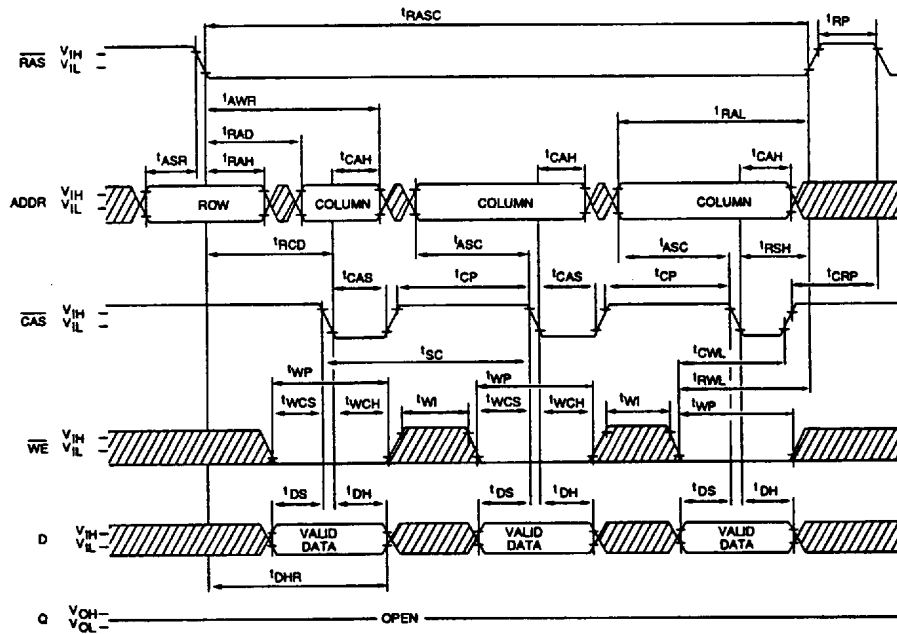 tRASC
tRP
RAS VIH VIL
tAWR
tRAL
tRAD
tASR tRAH tCAH tCAH tCAH
ADDR VIH VIL ROW COLUMN COLUMN COLUMN
tRCD tASC tASC tRSH
tCAS tCP tCAS tCP tCRP
CAS VIH VIL
tSC tCWL
tWP tWP tRWL
tWCS tWCH tWI tWCS tWCH tWI tWP
WE VIH VIL
tDS tDH tDS tDH tDS tDH
D VIH VIL VALID DATA VALID DATA VALID DATA
tDHR
Q VOH VOL OPEN